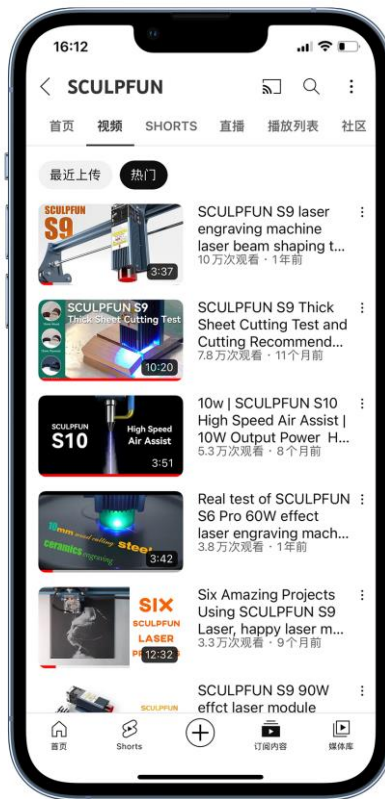 16:12
SCULPFUN
首页 视频 SHORTS 直播 播放列表 社区
最近上传 热门
SCULPFUN
S9
3:37
SCULPFUN S9 laser
engraving machine
laser beam shaping t...
10万次观看 · 1年前
SCULPFUN S9
Thick Sheet Cutting Test
10:20
SCULPFUN S9 Thick
Sheet Cutting Test and
Cutting Recommend...
7.8万次观看 · 11个月前
SCULPFUN
S10
High Speed
Air Assist
3:51
10w | SCULPFUN S10
High Speed Air Assist |
10W Output Power H...
5.3万次观看 · 8个月前
10mm wood cutting
ceramics engraving
steel
3:42
Real test of SCULPFUN
S6 Pro 60W effect
laser engraving mach...
3.8万次观看 · 1年前
SIX
SCULPFUN
LASER
12:32
Six Amazing Projects
Using SCULPFUN S9
Laser, happy laser m...
3.3万次观看 · 9个月前
SCULPFUN
SCULPFUN S9 90W
effct laser module
首页 Shorts 订阅内容 媒体库